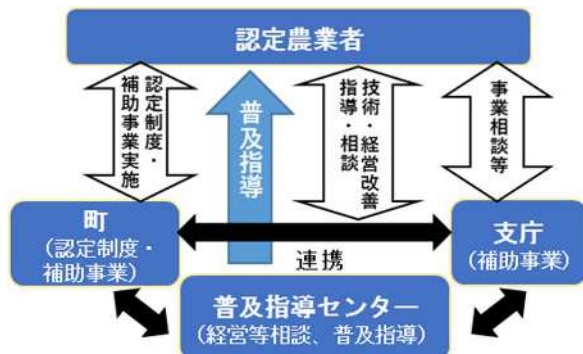 認定農業者
認定制度・
補助事業実施
普及指導
技術・経営改善
指導・相談
事業相談等
町
(認定制度・
補助事業)
連携
支庁
(補助事業)
普及指導センター
(経営等相談、普及指導)